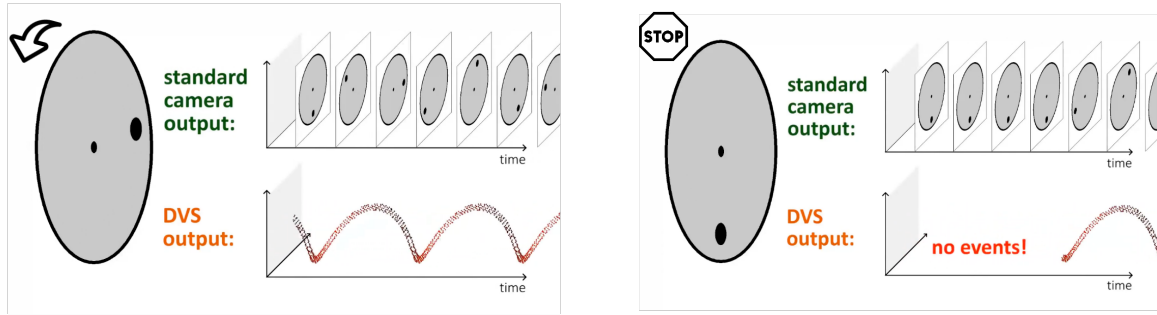 standard
camera
output:
time
DVS
output:
time
STOP
standard
camera
output:
time
DVS
output:
no events!
time